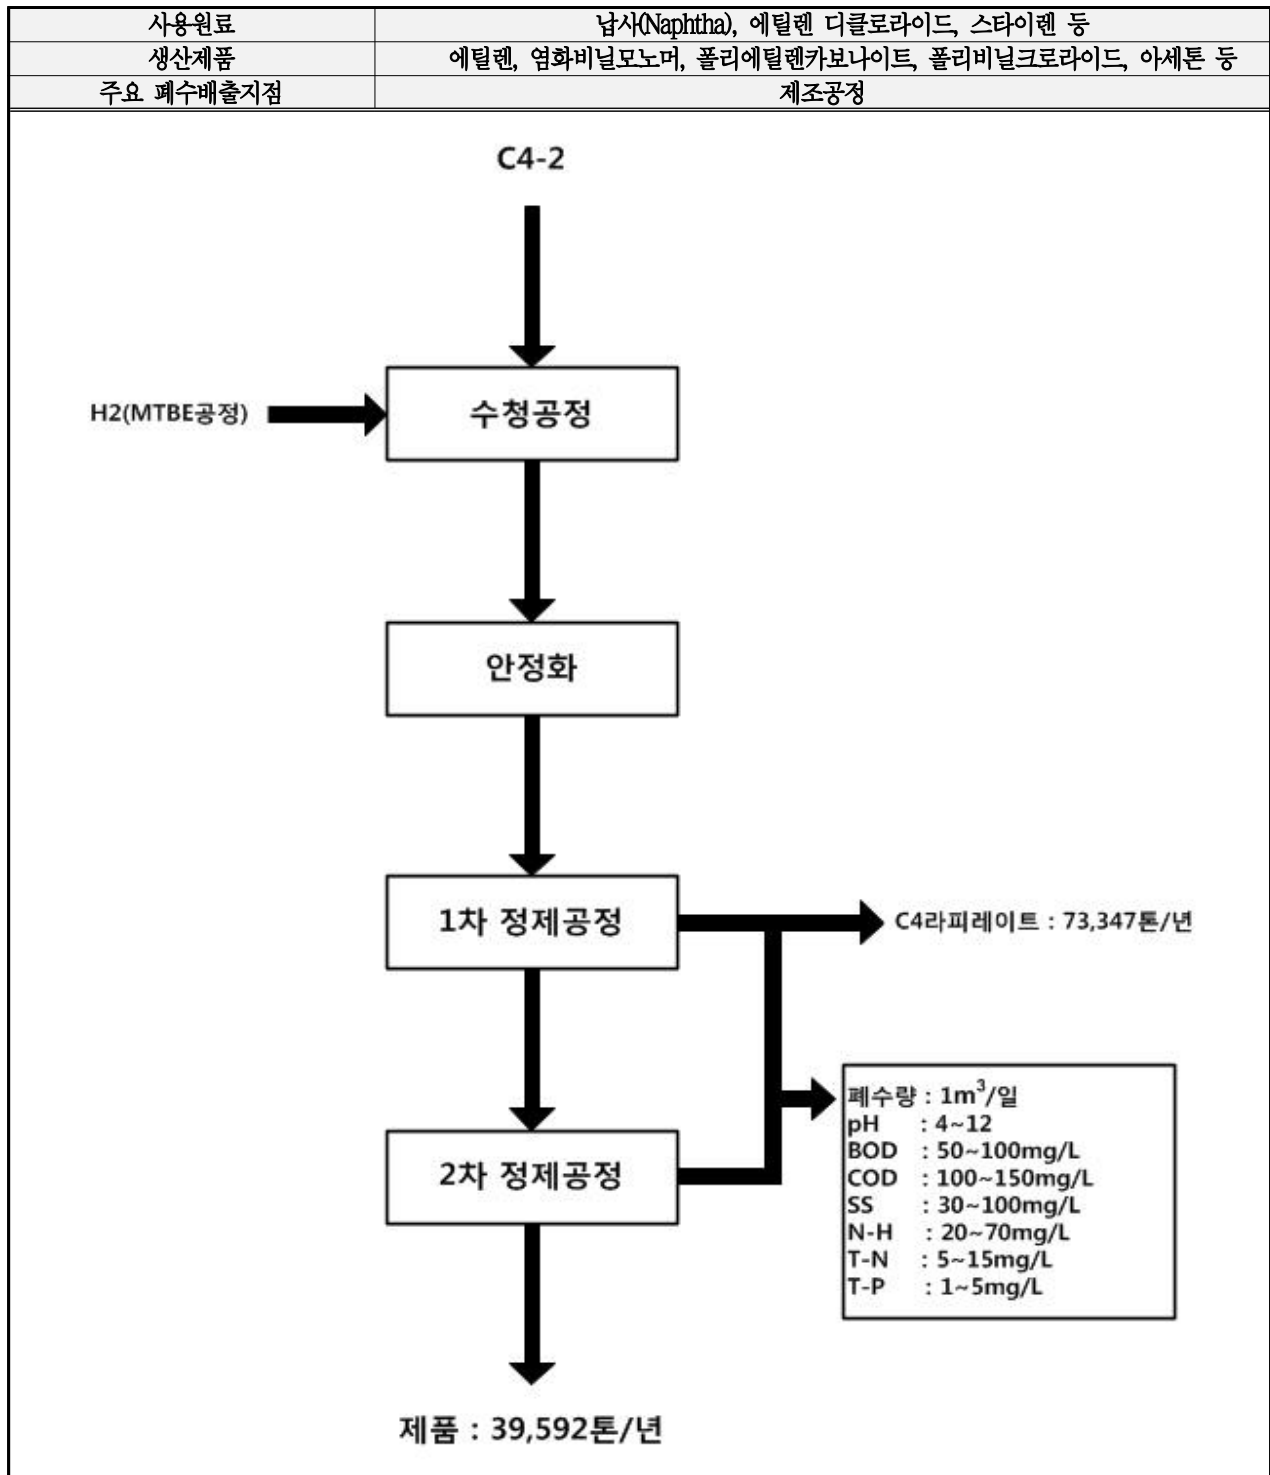 사용원료 납사(Naphtha), 에틸렌 디클로라이드, 스타이렌 등
생산제품 에틸렌, 염화비닐모노머, 폴리에틸렌카보나이트, 폴리비닐크로라이드, 아세톤 등
주요 폐수배출지점 제조공정
C4-2
H2(MTBE공정)
수청공정
안정화
1차 정제공정
C4라피레이트 : 73,347톤/년
2차 정제공정
폐수량 : 1m³/일
pH : 4~12
BOD : 50~100mg/L
COD : 100~150mg/L
SS : 30~100mg/L
N-H : 20~70mg/L
T-N : 5~15mg/L
T-P : 1~5mg/L
제품 : 39,592톤/년